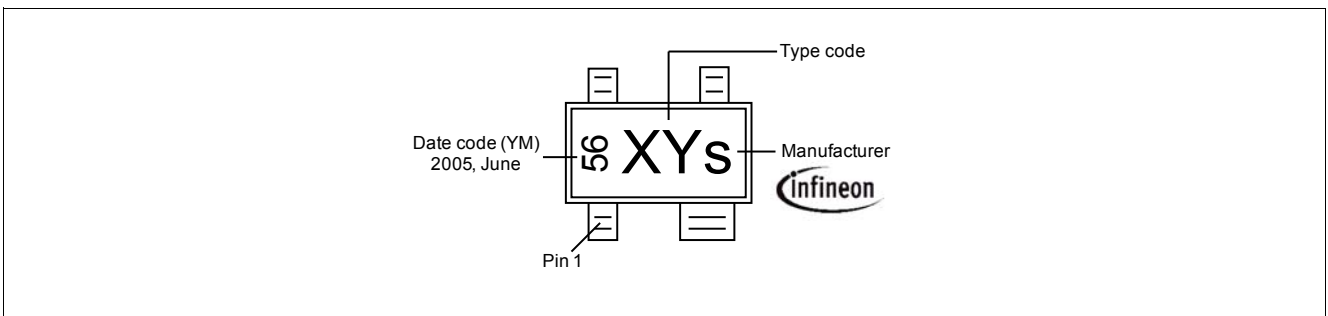 Type code
Date code (YM)
2005, June
56
XYs
Manufacturer
infineon
Pin 1